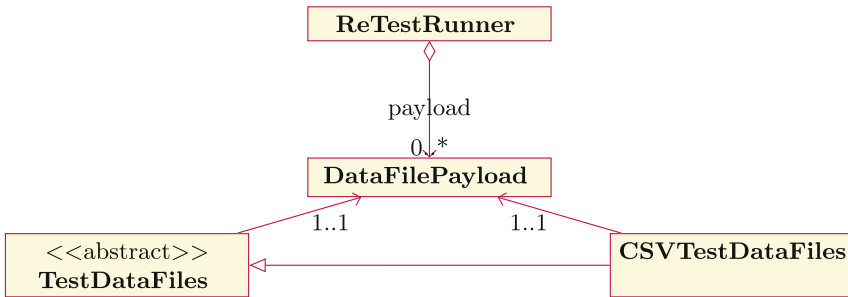 ReTestRunner
payload
0..*
DataFilePayload
1..1
1..1
<<abstract>>
TestDataFiles
CSVTestDataFiles